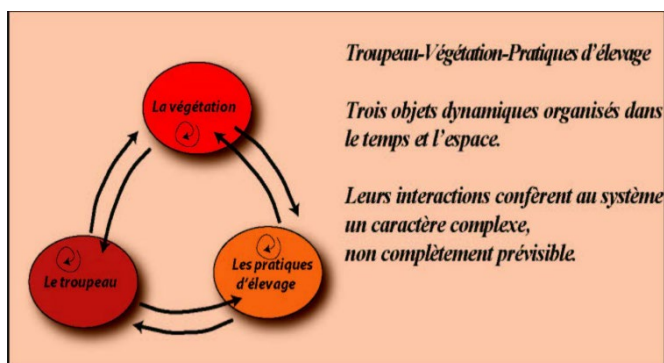 La végétation
Le troupeau
Les pratiques
d'élevage
Troupeau-Végétation-Pratiques d'élevage
Trois objets dynamiques organisés dans
le temps et l'espace.
Leurs interactions confèrent au système
un caractère complexe,
non complètement prévisible.